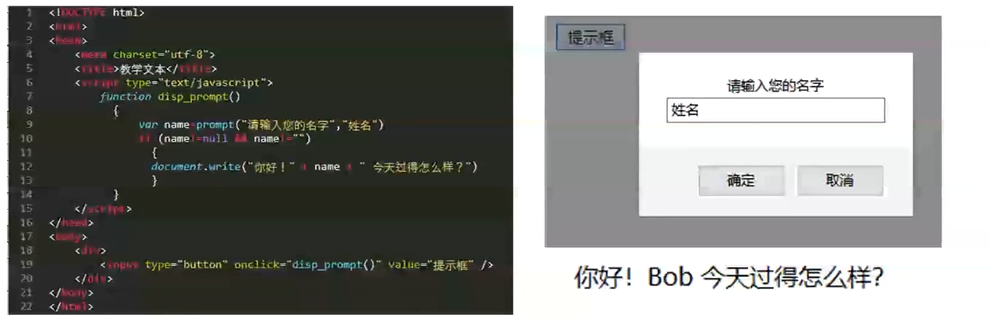 1 <!DOCTYPE html>
2 <html>
3 <head>
4 <meta charset="utf-8">
5 <title>教学文本</title>
6 <script type="text/javascript">
7 function disp_prompt()
8 {
9 var name=prompt("请输入您的名字","姓名")
10 if (name!=null && name!="")
11 {
12 document.write("你好！" + name + " 今天过得怎么样？")
13 }
14 }
15 </script>
16 </head>
17 <body>
18 <div>
19 <input type="button" onclick="disp_prompt()" value="提示框" />
20 </div>
21 </body>
22 </html>
提示框
请输入您的名字
姓名
确定 取消
你好！Bob 今天过得怎么样？